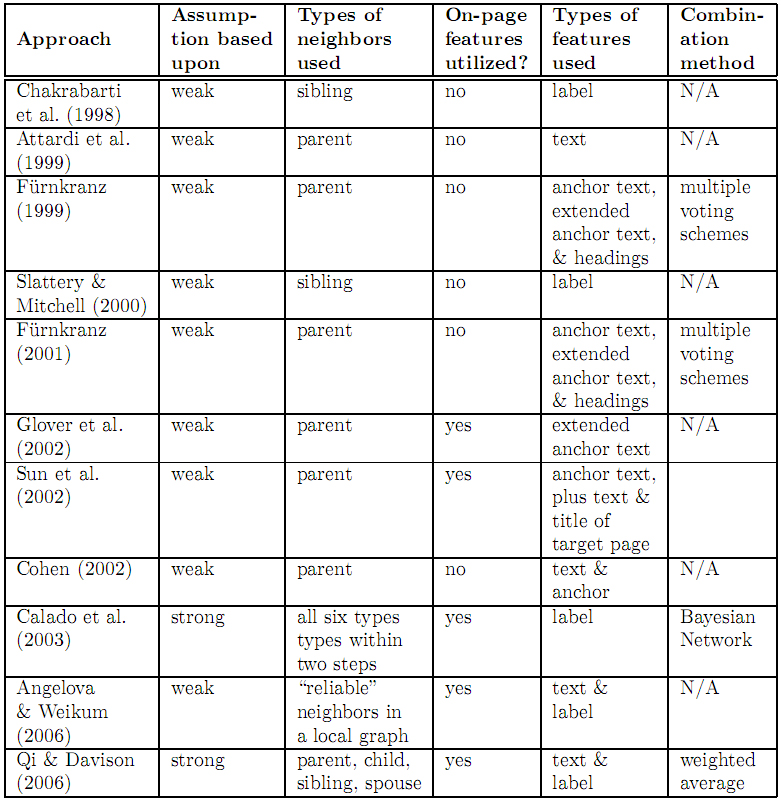 Approach
Assump-
tion based
upon
Types of
neighbors
used
On-page
features
utilized?
Types of
features
used
Combin-
ation
method
Chakrabarti
et al. (1998)
weak
sibling
no
label
N/A
Attardi et al.
(1999)
weak
parent
no
text
N/A
Fürnkranz
(1999)
weak
parent
no
anchor text,
extended
anchor text,
& headings
multiple
voting
schemes
Slattery &
Mitchell (2000)
weak
sibling
no
label
N/A
Fürnkranz
(2001)
weak
parent
no
anchor text,
extended
anchor text,
& headings
multiple
voting
schemes
Glover et al.
(2002)
weak
parent
yes
extended
anchor text
N/A
Sun et al.
(2002)
weak
parent
yes
anchor text,
plus text &
title of
target page
Cohen (2002)
weak
parent
no
text &
anchor
N/A
Calado et al.
(2003)
strong
all six types
types within
two steps
yes
label
Bayesian
Network
Angelova
& Weikum
(2006)
weak
“reliable”
neighbors in
a local graph
yes
text &
label
N/A
Qi & Davison
(2006)
strong
parent, child,
sibling, spouse
yes
text &
label
weighted
average